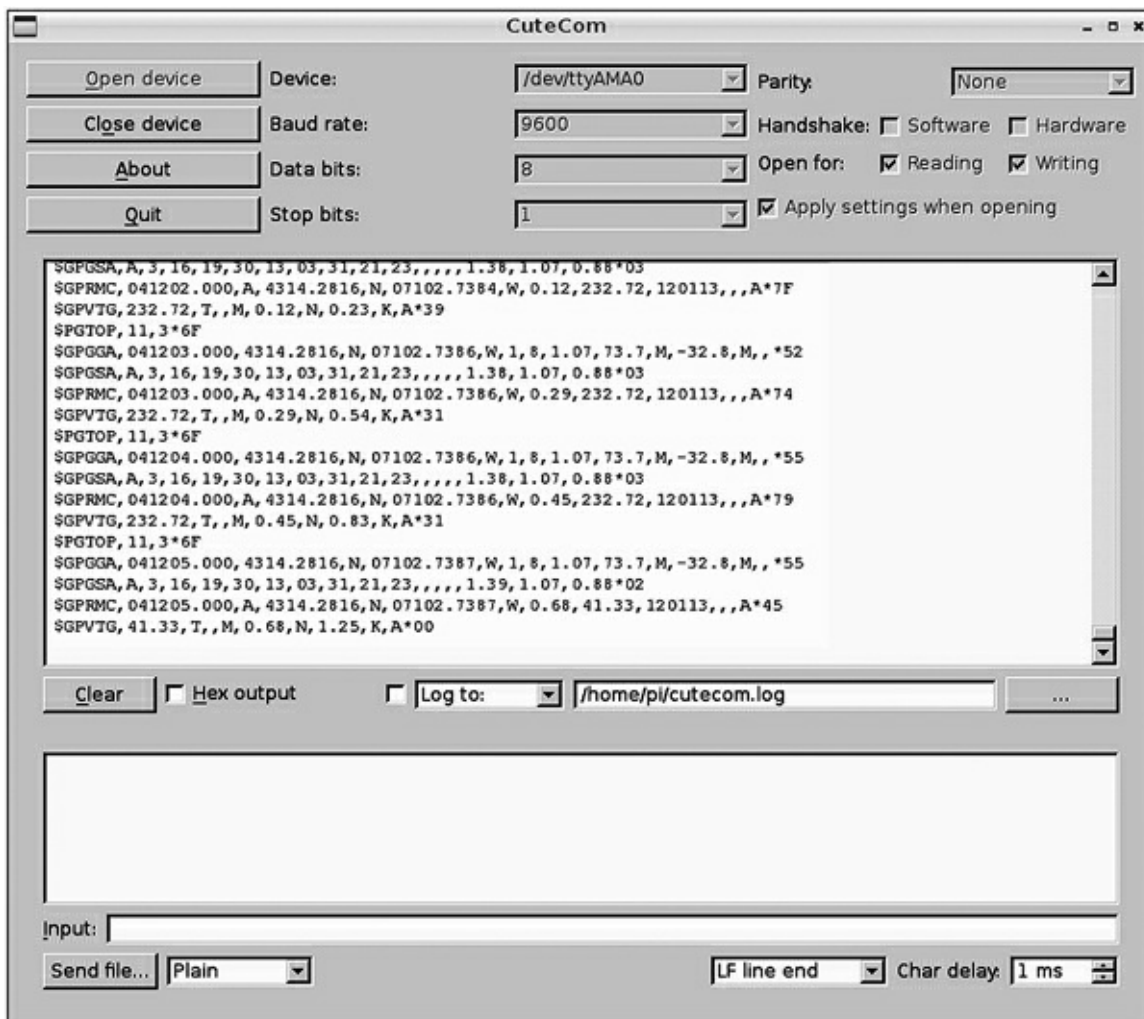 CuteCom
Open device Device: /dev/ttyAMA0 Parity: None
Close device Baud rate: 9600 Handshake: Software Hardware
About Data bits: 8 Open for: Reading Writing
Quit Stop bits: 1 Apply settings when opening
$GPGSA,A,3,16,19,30,13,03,31,21,23,,,,,1.38,1.07,0.88*03
$GPRMC,041202.000,A,4314.2816,N,07102.7384,W,0.12,232.72,120113,,,A*7F
$GPVTG,232.72,T,,M,0.12,N,0.23,K,A*39
$PGTOP,11,3*6F
$GPGGA,041203.000,4314.2816,N,07102.7386,W,1,8,1.07,73.7,M,-32.8,M,,*52
$GPGSA,A,3,16,19,30,13,03,31,21,23,,,,,1.38,1.07,0.88*03
$GPRMC,041203.000,A,4314.2816,N,07102.7386,W,0.29,232.72,120113,,,A*74
$GPVTG,232.72,T,,M,0.29,N,0.54,K,A*31
$PGTOP,11,3*6F
$GPGGA,041204.000,4314.2816,N,07102.7386,W,1,8,1.07,73.7,M,-32.8,M,,*55
$GPGSA,A,3,16,19,30,13,03,31,21,23,,,,,1.38,1.07,0.88*03
$GPRMC,041204.000,A,4314.2816,N,07102.7386,W,0.45,232.72,120113,,,A*79
$GPVTG,232.72,T,,M,0.45,N,0.83,K,A*31
$PGTOP,11,3*6F
$GPGGA,041205.000,4314.2816,N,07102.7387,W,1,8,1.07,73.7,M,-32.8,M,,*55
$GPGSA,A,3,16,19,30,13,03,31,21,23,,,,,1.39,1.07,0.88*02
$GPRMC,041205.000,A,4314.2816,N,07102.7387,W,0.68,41.33,120113,,,A*45
$GPVTG,41.33,T,,M,0.68,N,1.25,K,A*00
Clear Hex output Log to: /home/pi/cutecom.log ...
Input:
Send file... Plain LF line end Char delay: 1 ms